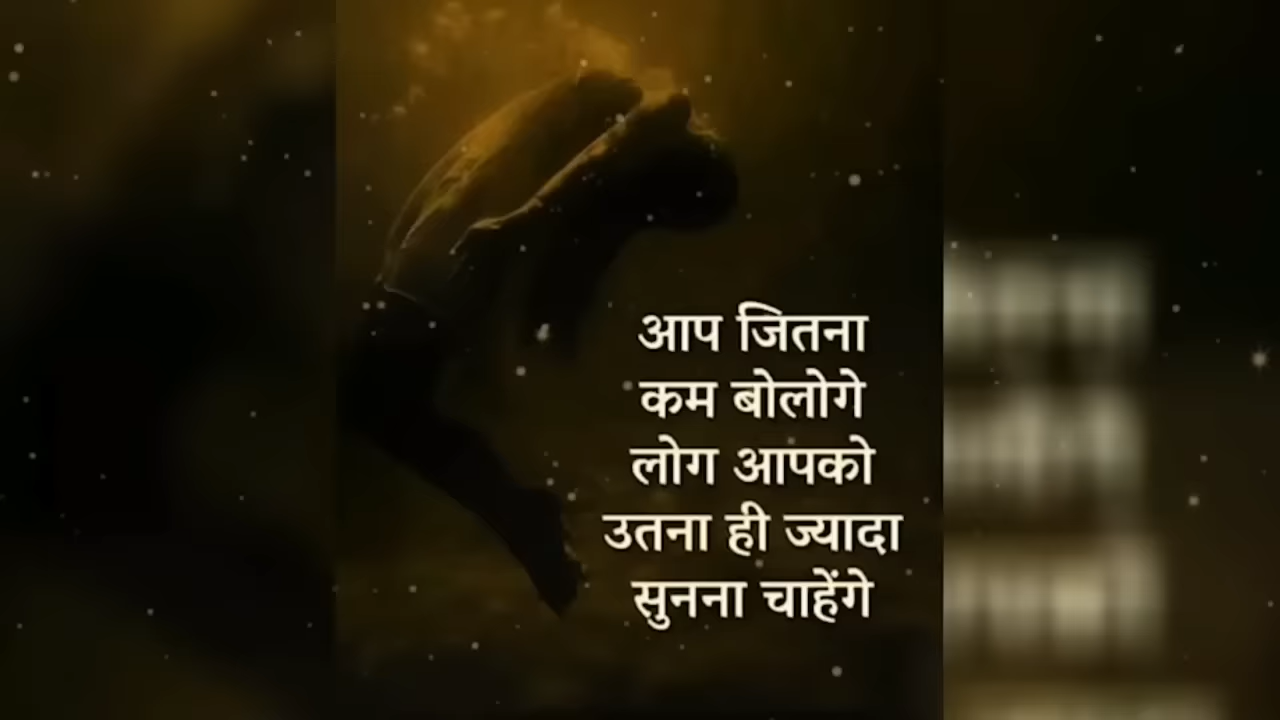 आप जितना
कम बोलोगे
लोग आपको
उतना ही ज्यादा
सुनना चाहेंगे